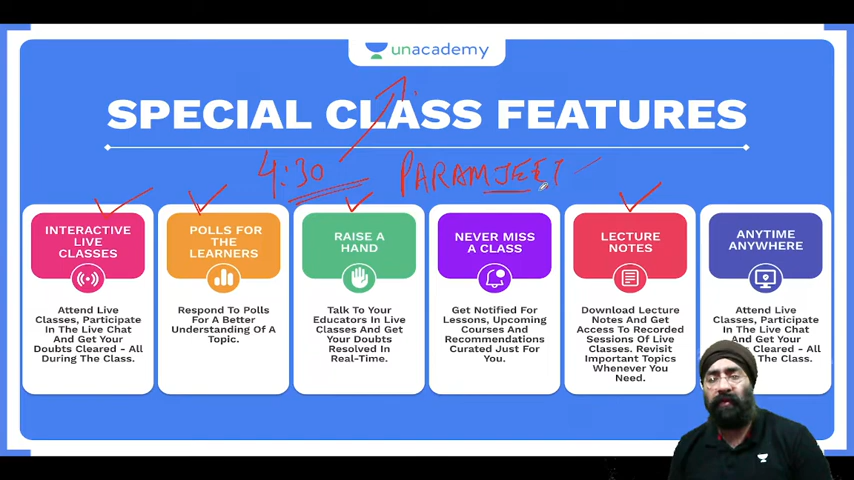 unacademy
SPECIAL CLASS FEATURES
4:30 PARAMJEET
INTERACTIVE
LIVE
CLASSES
Attend Live
Classes, Participate
In The Live Chat
And Get Your
Doubts Cleared - All
During The Class.
POLLS FOR
THE
LEARNERS
Respond To Polls
For A Better
Understanding Of A
Topic.
RAISE A
HAND
Talk To Your
Educators In Live
Classes And Get
Your Doubts
Resolved In
Real-Time.
NEVER MISS
A CLASS
Get Notified For
Lessons, Upcoming
Courses And
Recommendations
Curated Just For
You.
LECTURE
NOTES
Download Lecture
Notes And Get
Access To Recorded
Sessions Of Live
Classes. Revisit
Important Topics
Whenever You
Need.
ANYTIME
ANYWHERE
Attend Live
Classes, Participate
In The Live Chat
And Get Your
Cleared - All
The Class.